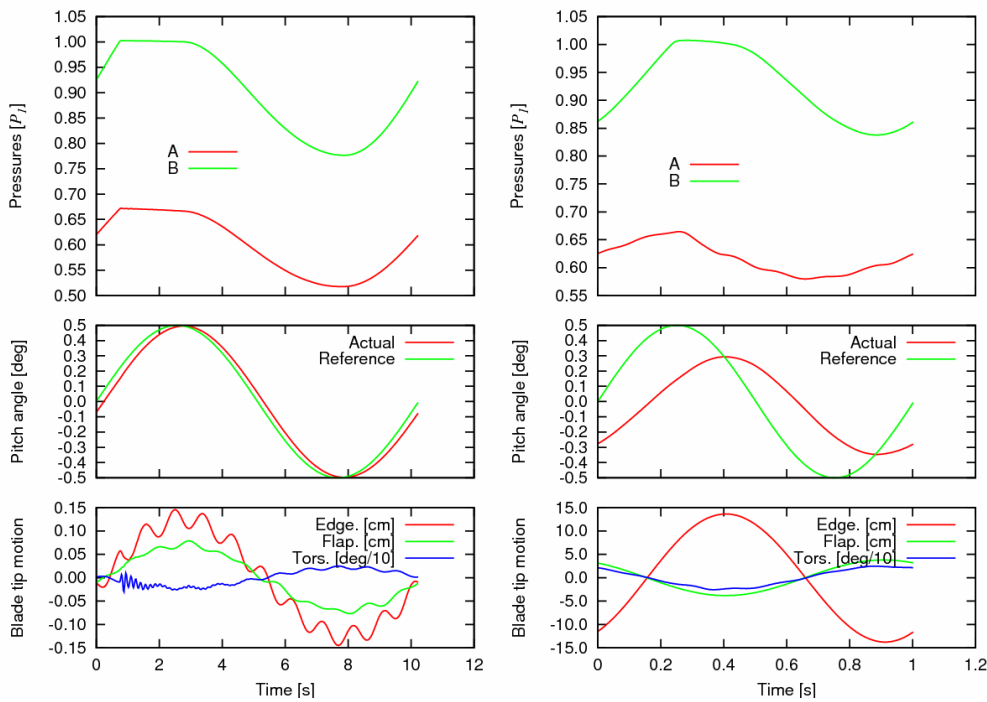 1.05
1.00
0.95
0.90
0.85
0.80
0.75
0.70
0.65
0.60
0.55
0.50
Pressures [P_l]
A
B
1.05
1.00
0.95
0.90
0.85
0.80
0.75
0.70
0.65
0.60
0.55
Pressures [P_l]
A
B
0.5
0.4
0.3
0.2
0.1
0.0
-0.1
-0.2
-0.3
-0.4
-0.5
Pitch angle [deg]
Actual
Reference
0.5
0.4
0.3
0.2
0.1
0.0
-0.1
-0.2
-0.3
-0.4
-0.5
Pitch angle [deg]
Actual
Reference
0.15
0.10
0.05
0.00
-0.05
-0.10
-0.15
Blade tip motion
Edge. [cm]
Flap. [cm]
Tors. [deg/10]
0 2 4 6 8 10 12
Time [s]
15.0
10.0
5.0
0.0
-5.0
-10.0
-15.0
Blade tip motion
Edge. [cm]
Flap. [cm]
Tors. [deg/10]
0 0.2 0.4 0.6 0.8 1 1.2
Time [s]